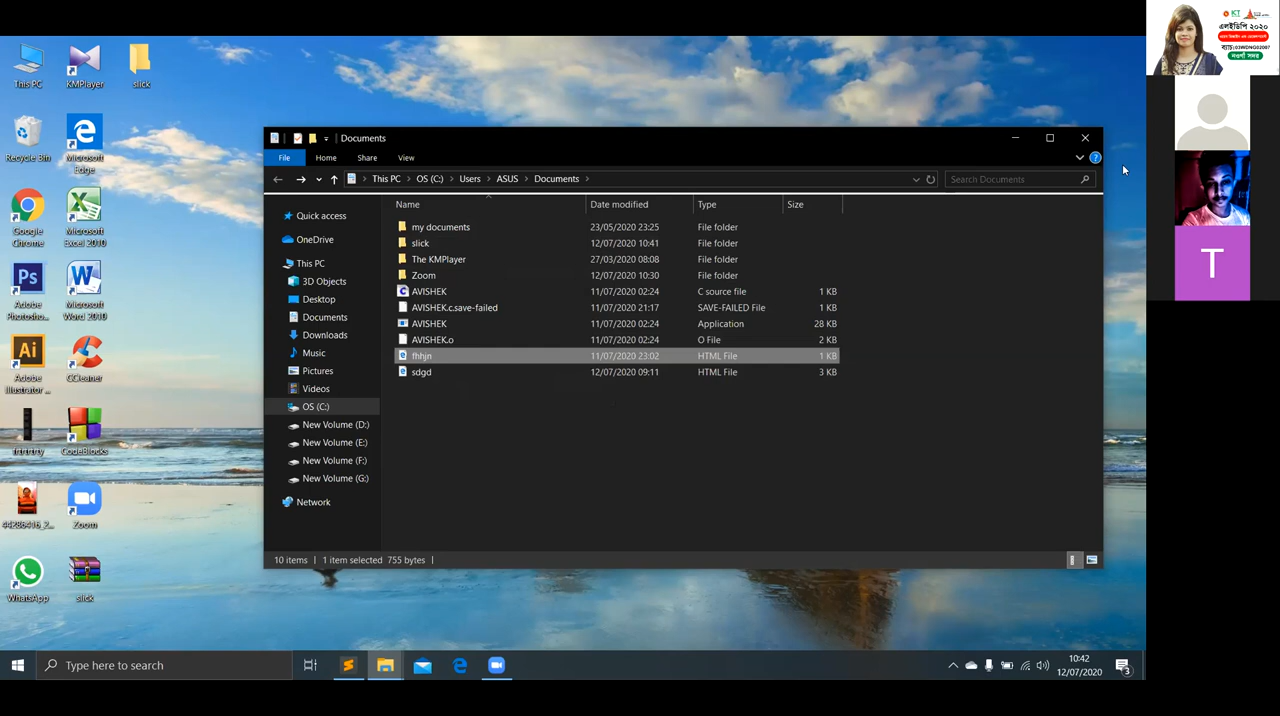 This PC
KMPlayer
slick
Recycle Bin
Microsoft
Edge
Google
Chrome
Microsoft
Excel 2010
Ps
Adobe
Photosho...
Microsoft
Word 2010
Ai
Adobe
Illustrator ...
CCleaner
CodeBlocks
44286416_2...
Zoom
WhatsApp
slick
Documents
File
Home
Share
View
This PC
OS (C:)
Users
ASUS
Documents
Search Documents
Quick access
OneDrive
This PC
3D Objects
Desktop
Documents
Downloads
Music
Pictures
Videos
OS (C:)
New Volume (D:)
New Volume (E:)
New Volume (F:)
New Volume (G:)
Network
Name Date modified Type Size
my documents 23/05/2020 23:25 File folder
slick 12/07/2020 10:41 File folder
The KMPlayer 27/03/2020 08:08 File folder
Zoom 12/07/2020 10:30 File folder
AVISHEK 11/07/2020 02:24 C source file 1 KB
AVISHEK.c.save-failed 11/07/2020 21:17 SAVE-FAILED File 1 KB
AVISHEK 11/07/2020 02:24 Application 28 KB
AVISHEK.o 11/07/2020 02:24 O File 2 KB
fhhjn 11/07/2020 23:02 HTML File 1 KB
sdgd 12/07/2020 09:11 HTML File 3 KB
10 items 1 item selected 755 bytes
Type here to search
10:42
12/07/2020
3
এলইডিপি ২০২০
ব্যাচ: 03WDNG02007
নওগাঁ সদর
T